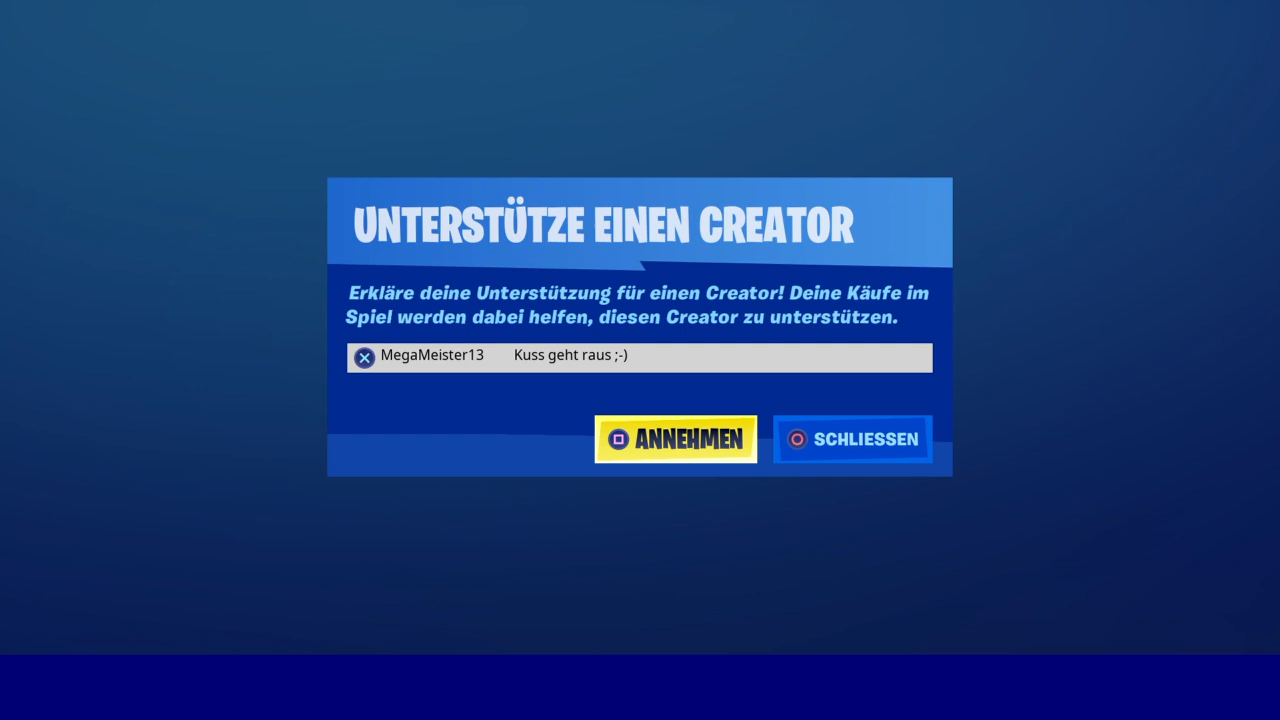 UNTERSTÜTZE EINEN CREATOR
Erkläre deine Unterstützung für einen Creator! Deine Käufe im
Spiel werden dabei helfen, diesen Creator zu unterstützen.
MegaMeister13 Kuss geht raus ;-)
ANNEHMEN SCHLIESSEN